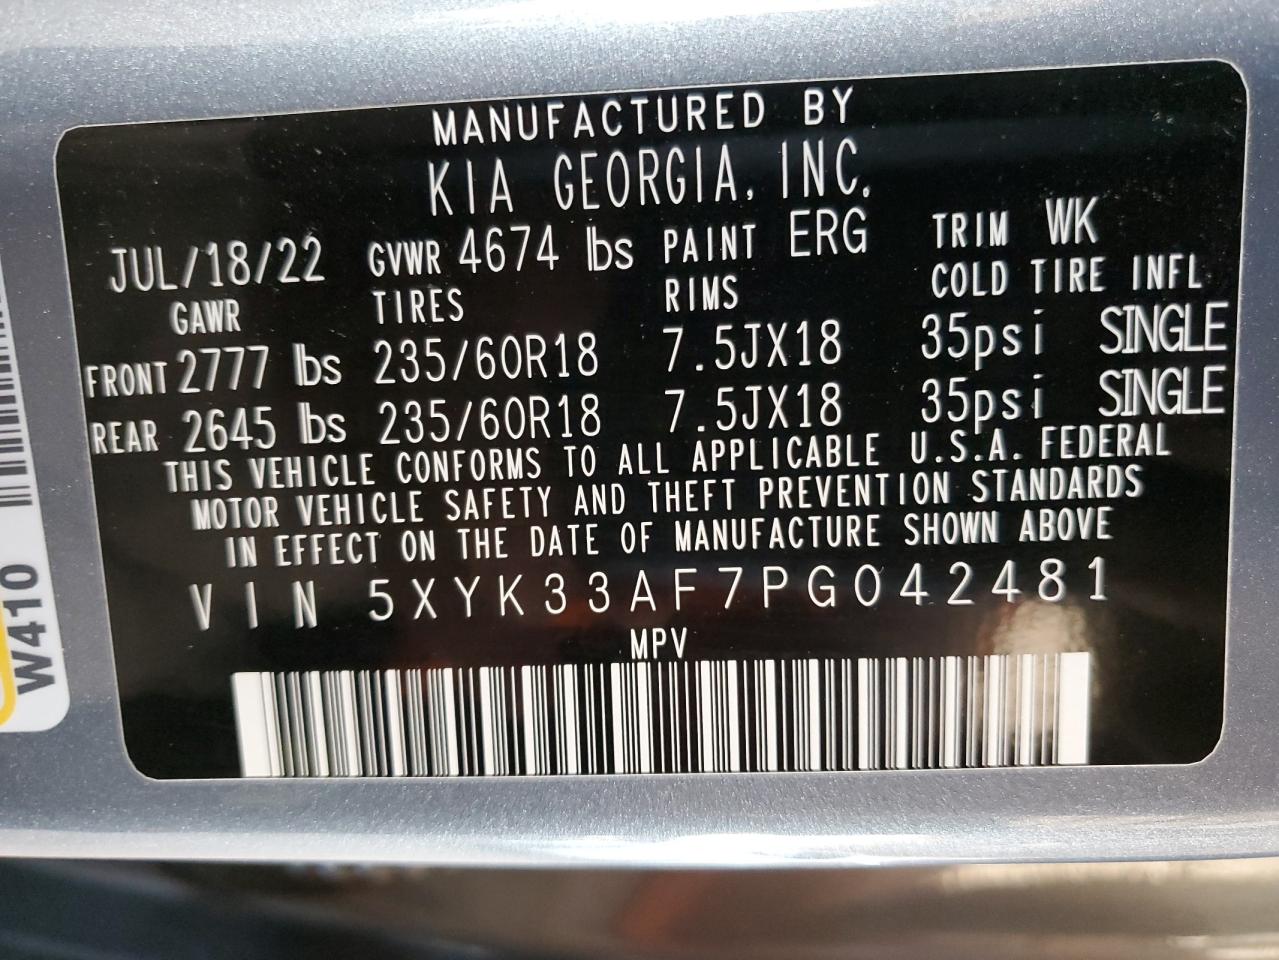 MANUFACTURED BY
KIA GEORGIA, INC.
JUL/18/22 GVWR 4674 lbs PAINT ERG TRIM WK
GAWR TIRES RIMS COLD TIRE INFL
FRONT 2777 lbs 235/60R18 7.5JX18 35psi SINGLE
REAR 2645 lbs 235/60R18 7.5JX18 35psi SINGLE
THIS VEHICLE CONFORMS TO ALL APPLICABLE U.S.A. FEDERAL
MOTOR VEHICLE SAFETY AND THEFT PREVENTION STANDARDS
IN EFFECT ON THE DATE OF MANUFACTURE SHOWN ABOVE
VIN 5XYK33AF7PG042481
MPV
W410